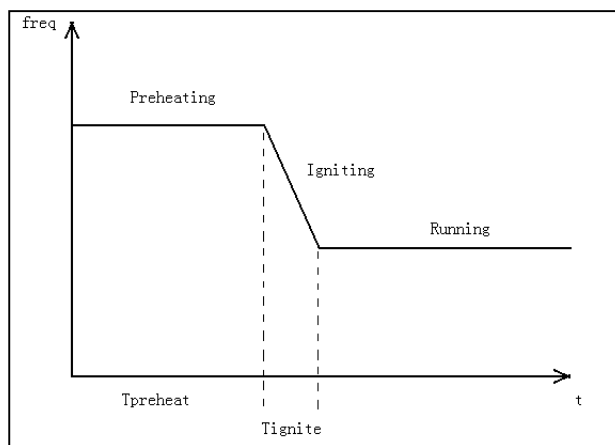 freq
Preheating
Igniting
Running
Tpreheat
t
Tignite